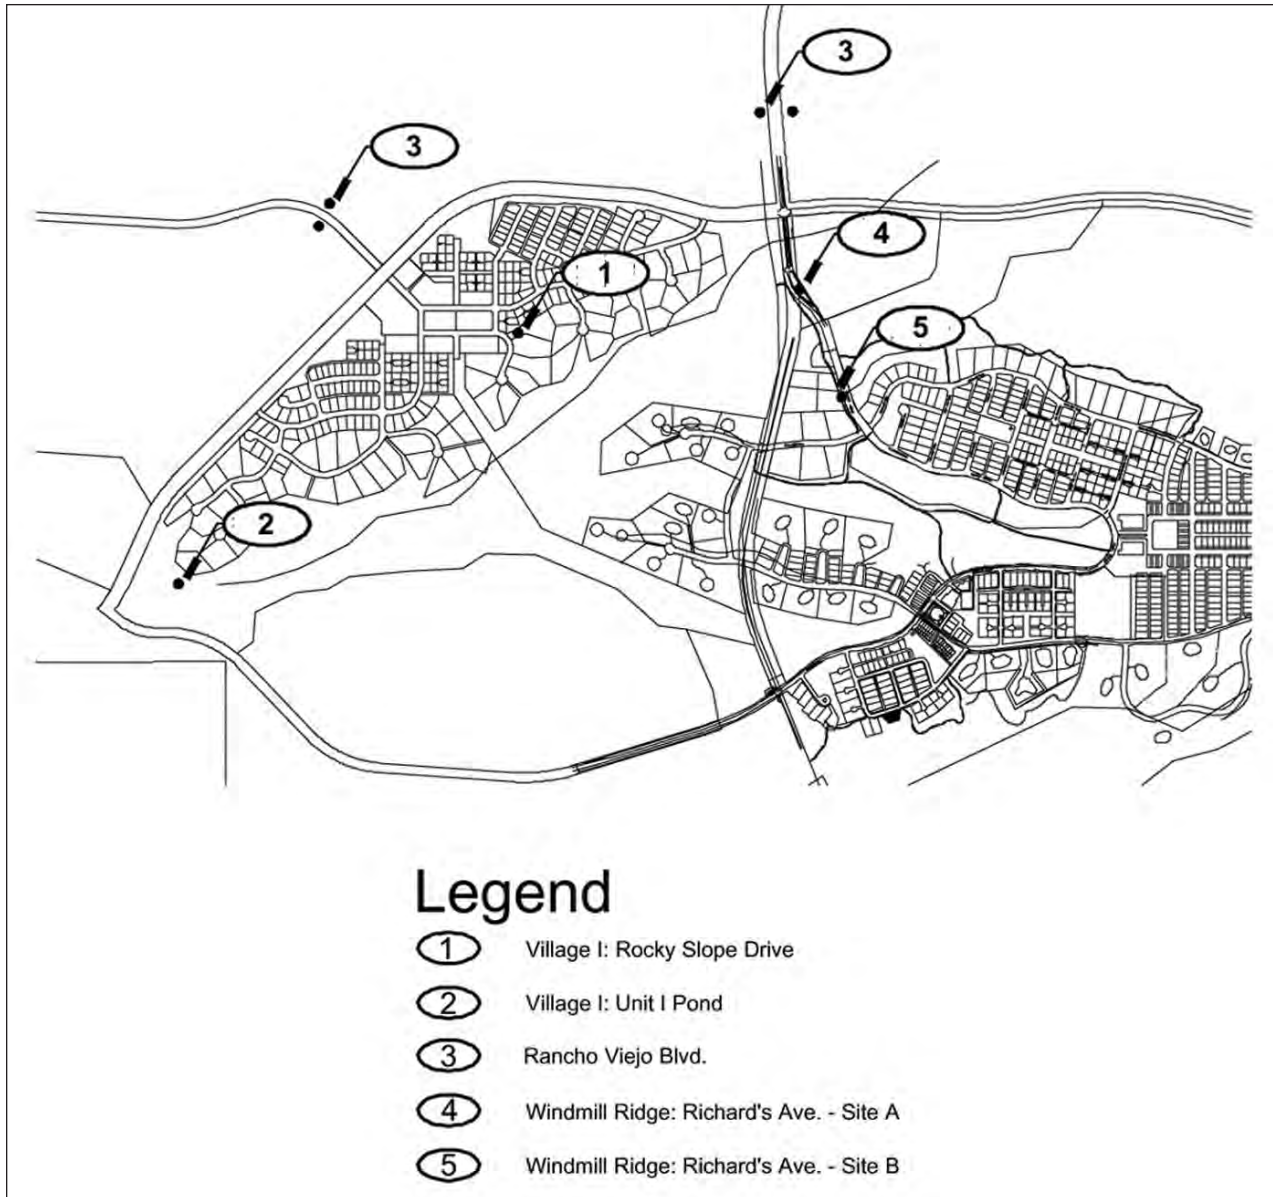 3
3
4
1
5
2
Legend
1 Village I: Rocky Slope Drive
2 Village I: Unit I Pond
3 Rancho Viejo Blvd.
4 Windmill Ridge: Richard's Ave. - Site A
5 Windmill Ridge: Richard's Ave. - Site B